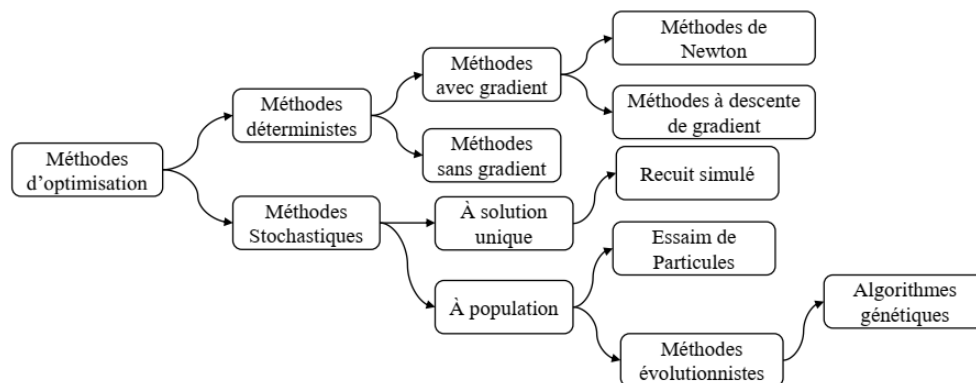 Méthodes
d’optimisation
Méthodes
déterministes
Méthodes
avec gradient
Méthodes de
Newton
Méthodes à descente
de gradient
Méthodes
sans gradient
Méthodes
Stochastiques
À solution
unique
Recuit simulé
À population
Essaim de
Particules
Méthodes
évolutionnistes
Algorithmes
génétiques